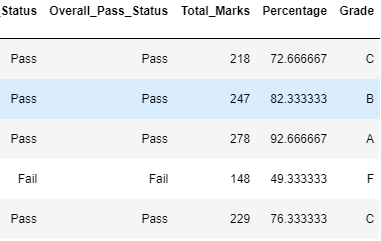 _Status Overall_Pass_Status Total_Marks Percentage Grade
Pass Pass 218 72.666667 C
Pass Pass 247 82.333333 B
Pass Pass 278 92.666667 A
Fail Fail 148 49.333333 F
Pass Pass 229 76.333333 C